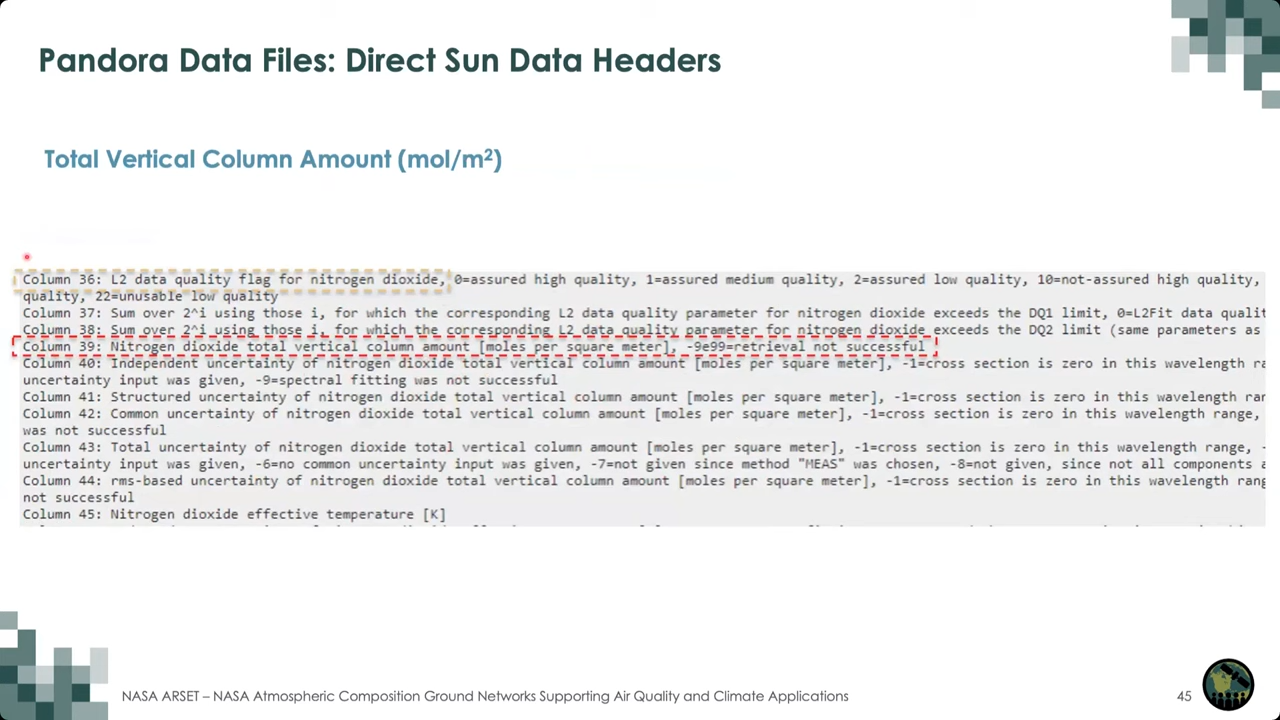 Pandora Data Files: Direct Sun Data Headers
Total Vertical Column Amount (mol/m²)
Column 36: L2 data quality flag for nitrogen dioxide, 0=assured high quality, 1=assured medium quality, 2=assured low quality, 10=not-assured high quality,
quality, 22=unusable low quality
Column 37: Sum over 2^i using those i, for which the corresponding L2 data quality parameter for nitrogen dioxide exceeds the DQ1 limit, 0=L2Fit data qualit
Column 38: Sum over 2^i using those i, for which the corresponding L2 data quality parameter for nitrogen dioxide exceeds the DQ2 limit (same parameters as
Column 39: Nitrogen dioxide total vertical column amount [moles per square meter], -9e99=retrieval not successful
Column 40: Independent uncertainty of nitrogen dioxide total vertical column amount [moles per square meter], -1=cross section is zero in this wavelength ra
uncertainty input was given, -9=spectral fitting was not successful
Column 41: Structured uncertainty of nitrogen dioxide total vertical column amount [moles per square meter], -1=cross section is zero in this wavelength ran
Column 42: Common uncertainty of nitrogen dioxide total vertical column amount [moles per square meter], -1=cross section is zero in this wavelength range,
was not successful
Column 43: Total uncertainty of nitrogen dioxide total vertical column amount [moles per square meter], -1=cross section is zero in this wavelength range, -
uncertainty input was given, -6=no common uncertainty input was given, -7=not given since method "MEAS" was chosen, -8=not given, since not all components a
Column 44: rms-based uncertainty of nitrogen dioxide total vertical column amount [moles per square meter], -1=cross section is zero in this wavelength rang
not successful
Column 45: Nitrogen dioxide effective temperature [K]
NASA ARSET – NASA Atmospheric Composition Ground Networks Supporting Air Quality and Climate Applications
45